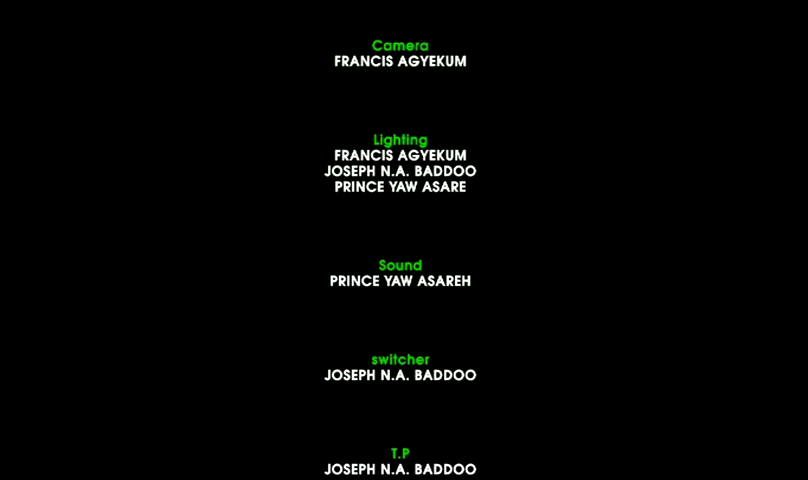 Camera
FRANCIS AGYEKUM
Lighting
FRANCIS AGYEKUM
JOSEPH N.A. BADDOO
PRINCE YAW ASARE
Sound
PRINCE YAW ASAREH
switcher
JOSEPH N.A. BADDOO
T.P
JOSEPH N.A. BADDOO